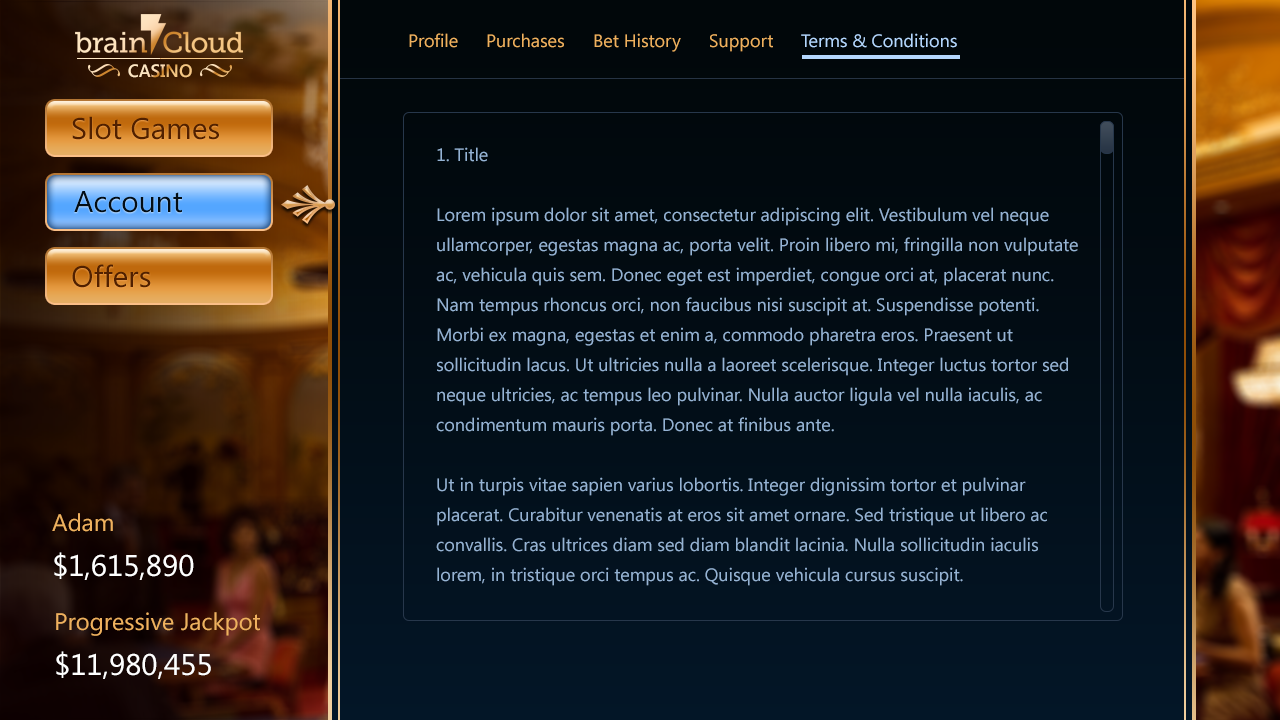 brainCloud
CASINO
Slot Games
Account
Offers
Adam
$1,615,890
Progressive Jackpot
$11,980,455
Profile Purchases Bet History Support Terms & Conditions
1. Title
Lorem ipsum dolor sit amet, consectetur adipiscing elit. Vestibulum vel neque
ullamcorper, egestas magna ac, porta velit. Proin libero mi, fringilla non vulputate
ac, vehicula quis sem. Donec eget est imperdiet, congue orci at, placerat nunc.
Nam tempus rhoncus orci, non faucibus nisi suscipit at. Suspendisse potenti.
Morbi ex magna, egestas et enim a, commodo pharetra eros. Praesent ut
sollicitudin lacus. Ut ultricies nulla a laoreet scelerisque. Integer luctus tortor sed
neque ultricies, ac tempus leo pulvinar. Nulla auctor ligula vel nulla iaculis, ac
condimentum mauris porta. Donec at finibus ante.
Ut in turpis vitae sapien varius lobortis. Integer dignissim tortor et pulvinar
placerat. Curabitur venenatis at eros sit amet ornare. Sed tristique ut libero ac
convallis. Cras ultrices diam sed diam blandit lacinia. Nulla sollicitudin iaculis
lorem, in tristique orci tempus ac. Quisque vehicula cursus suscipit.